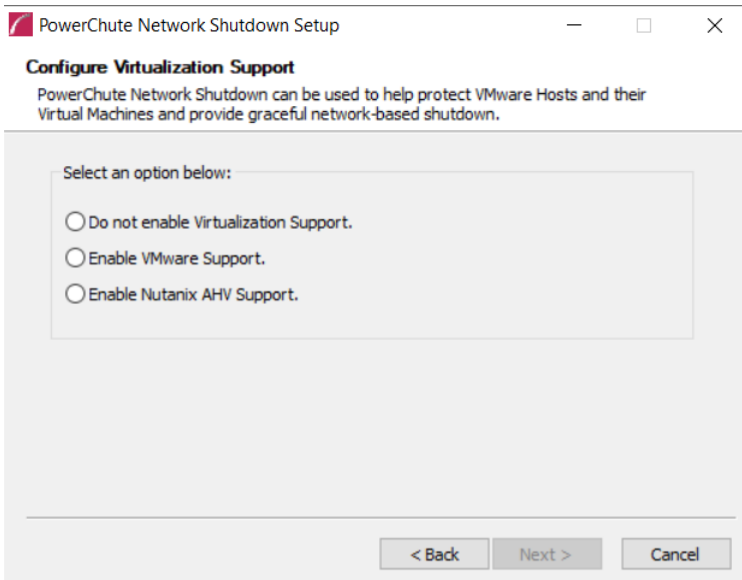 PowerChute Network Shutdown Setup
Configure Virtualization Support
PowerChute Network Shutdown can be used to help protect VMware Hosts and their
Virtual Machines and provide graceful network-based shutdown.
Select an option below:
Do not enable Virtualization Support.
Enable VMware Support.
Enable Nutanix AHV Support.
< Back Next > Cancel